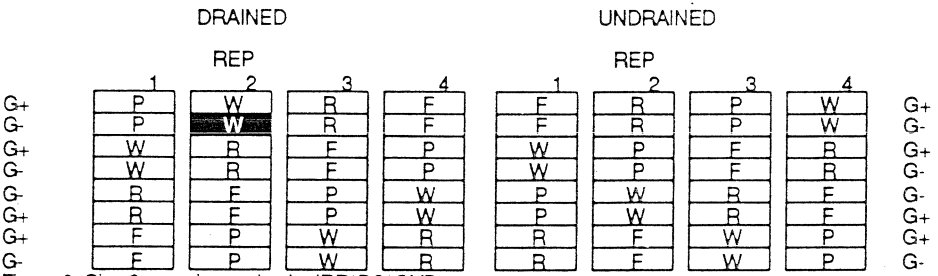 DRAINED UNDRAINED
REP REP
1 2 3 4 1 2 3 4
G+ P W R F F R P W G+
G- P W R F F R P W G-
G+ W R F P W P F R G+
G- W R F P W P F R G-
G- R F P W P W R F G-
G+ R F P W P W R F G+
G+ F P W R R F W P G+
G- F P W R R F W P G-